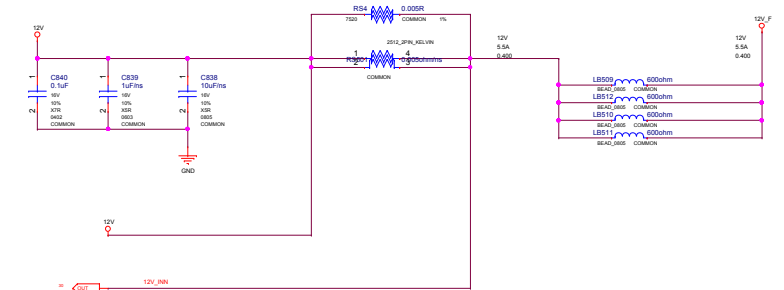 RS4 0.005R
7520 COMMON 1%
12V
12V_F
2512_2PIN_KELVIN
12V
5.5A
0.400
12V
5.5A
0.400
1 4
2 3
COMMON
1
C840
0.1uF
16V
10%
X7R
0402
COMMON
2
1
C839
1uF/ns
16V
10%
X5R
0603
COMMON
2
1
C838
10uF/ns
16V
10%
X5R
0805
COMMON
2
GND
LB509 600ohm
BEAD_0805 COMMON
LB512 600ohm
BEAD_0805 COMMON
LB510 600ohm
BEAD_0805 COMMON
LB511 600ohm
BEAD_0805 COMMON
12V
OUT
12V_INN